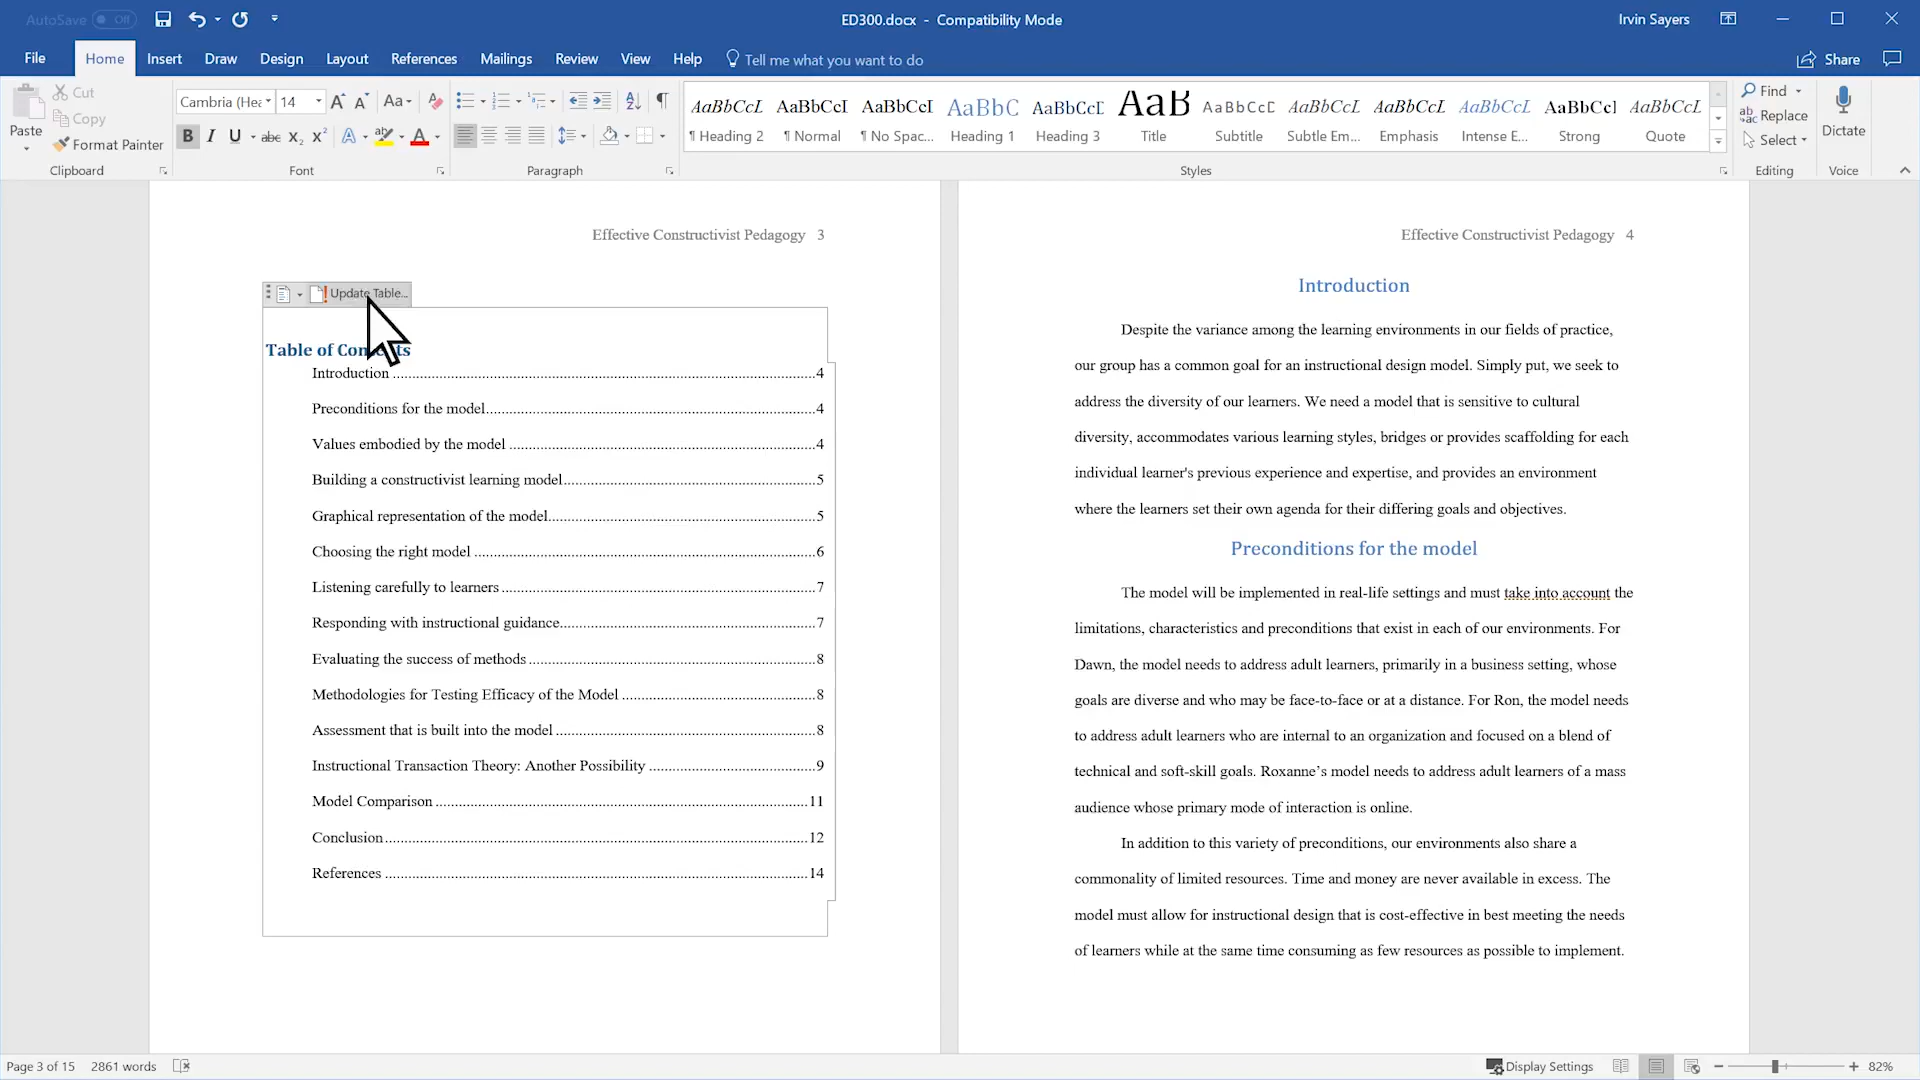 AutoSave Off
ED300.docx - Compatibility Mode
Irvin Sayers
File Home Insert Draw Design Layout References Mailings Review View Help Tell me what you want to do
Share
Paste
Cut
Copy
Format Painter
Clipboard
Cambria (Hea 14
Aa
B I U abc X₂ X²
Font
Paragraph
AaBbCcL AaBbCcI AaBbCcI AaBbC AaBbCcI AaB AaBbCcD AaBbCcL AaBbCcL AaBbCcL AaBbCcI AaBbCcL
¶ Heading 2 ¶ Normal ¶ No Spac... Heading 1 Heading 3 Title Subtitle Subtle Em... Emphasis Intense E... Strong Quote
Styles
Find
Replace
Select
Editing
Dictate
Voice
Effective Constructivist Pedagogy 3
Update Table...
Table of Contents
Introduction ........ 4
Preconditions for the model ........ 4
Values embodied by the model ........ 4
Building a constructivist learning model ........ 5
Graphical representation of the model ........ 5
Choosing the right model ........ 6
Listening carefully to learners ........ 7
Responding with instructional guidance ........ 7
Evaluating the success of methods ........ 8
Methodologies for Testing Efficacy of the Model ........ 8
Assessment that is built into the model ........ 8
Instructional Transaction Theory: Another Possibility ........ 9
Model Comparison ........ 11
Conclusion ........ 12
References ........ 14
Effective Constructivist Pedagogy 4
Introduction
Despite the variance among the learning environments in our fields of practice,
our group has a common goal for an instructional design model. Simply put, we seek to
address the diversity of our learners. We need a model that is sensitive to cultural
diversity, accommodates various learning styles, bridges or provides scaffolding for each
individual learner's previous experience and expertise, and provides an environment
where the learners set their own agenda for their differing goals and objectives.
Preconditions for the model
The model will be implemented in real-life settings and must take into account the
limitations, characteristics and preconditions that exist in each of our environments. For
Dawn, the model needs to address adult learners, primarily in a business setting, whose
goals are diverse and who may be face-to-face or at a distance. For Ron, the model needs
to address adult learners who are internal to an organization and focused on a blend of
technical and soft-skill goals. Roxanne’s model needs to address adult learners of a mass
audience whose primary mode of interaction is online.
In addition to this variety of preconditions, our environments also share a
commonality of limited resources. Time and money are never available in excess. The
model must allow for instructional design that is cost-effective in best meeting the needs
of learners while at the same time consuming as few resources as possible to implement.
Page 3 of 15 2861 words
Display Settings
82%